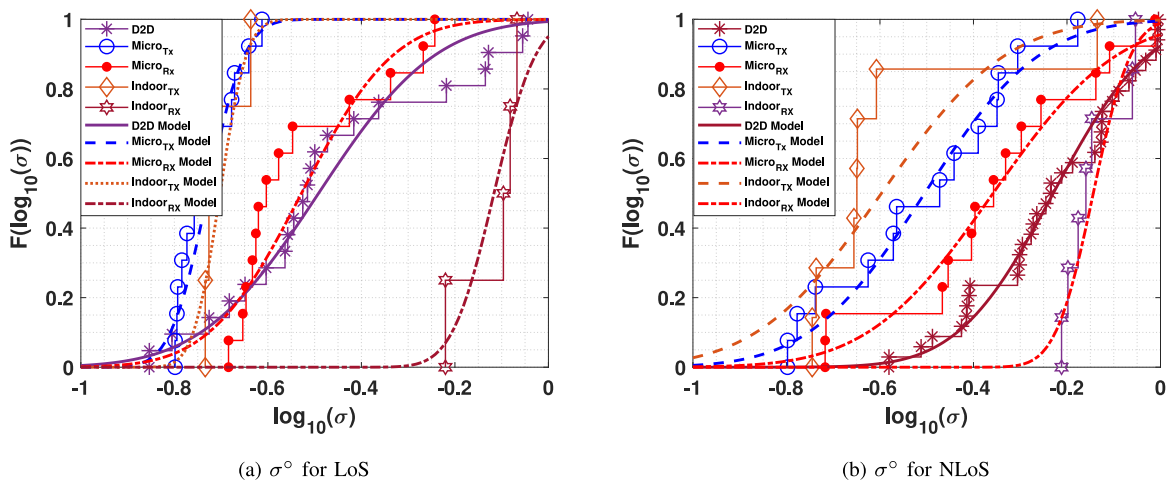 1
0.8
0.6
0.4
0.2
0
F(log10(σ))
D2D
MicroTx
MicroRx
IndoorTX
IndoorRX
D2D Model
MicroTx Model
MicroRX Model
IndoorTX Model
IndoorRX Model
-1 -0.8 -0.6 -0.4 -0.2 0
log10(σ)
(a) σ° for LoS
1
0.8
0.6
0.4
0.2
0
F(log10(σ))
D2D
MicroTx
MicroRx
IndoorTX
IndoorRX
D2D Model
MicroTx Model
MicroRX Model
IndoorTX Model
IndoorRX Model
-1 -0.8 -0.6 -0.4 -0.2 0
log10(σ)
(b) σ° for NLoS